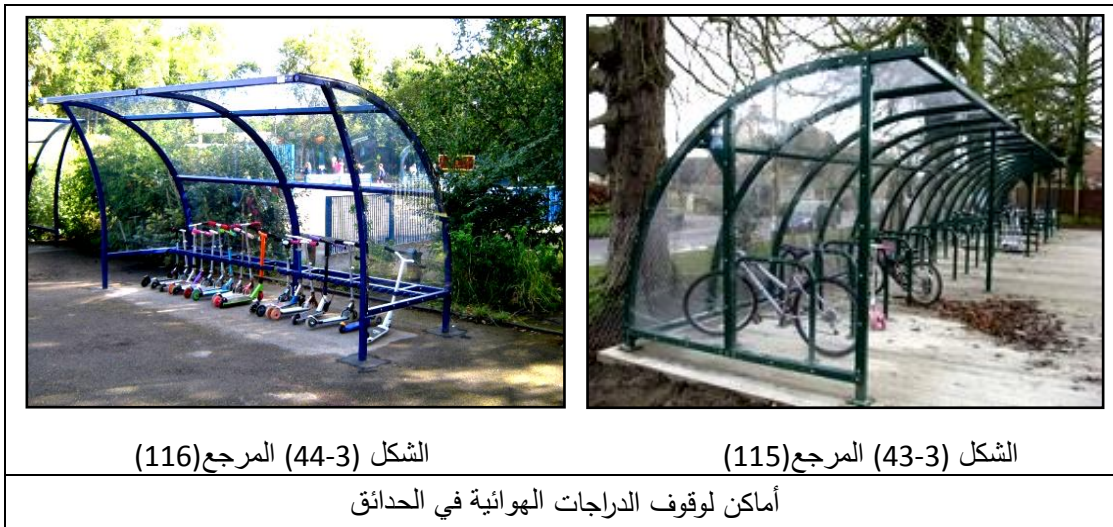 الشكل (3-43) المرجع(115)
الشكل (3-44) المرجع(116)
أماكن لوقوف الدراجات الهوائية في الحدائق